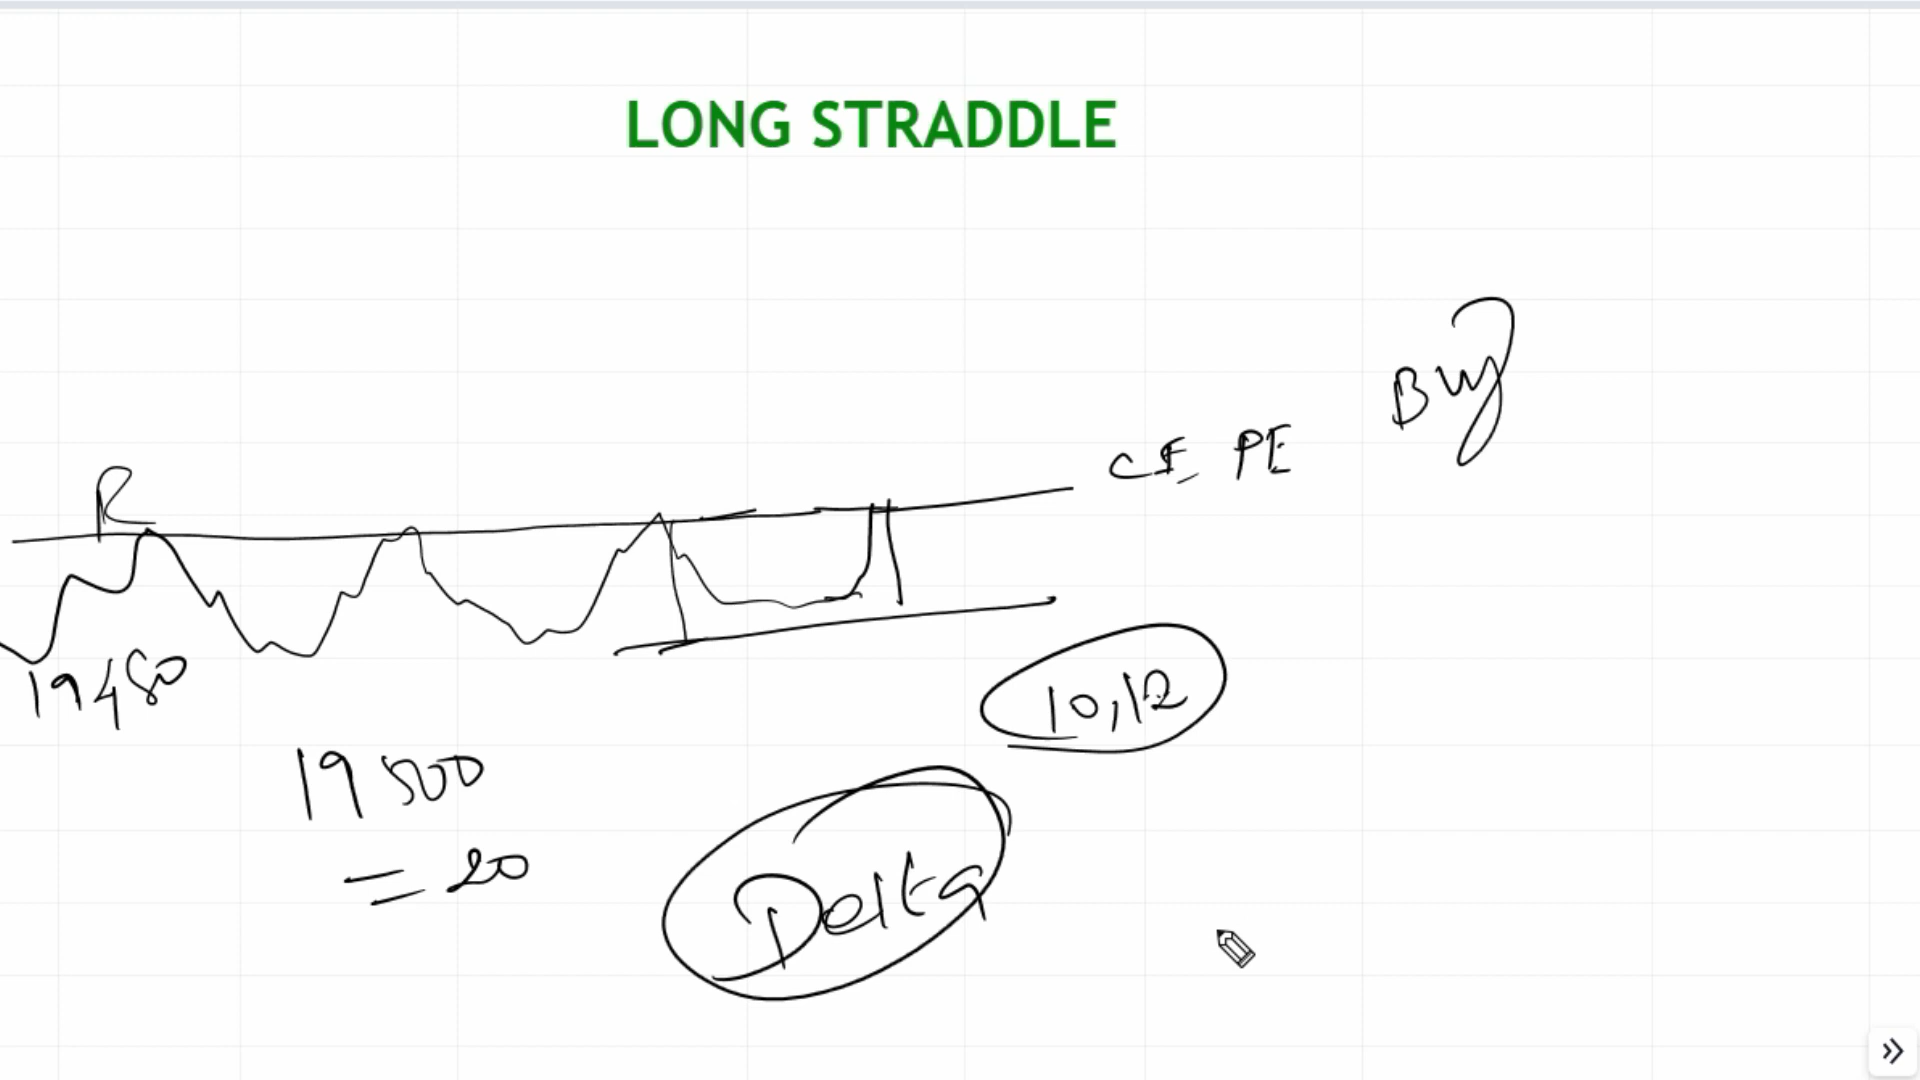 LONG STRADDLE
Buy
CE PE
R
19480
10,12
19500
= 20
Delta